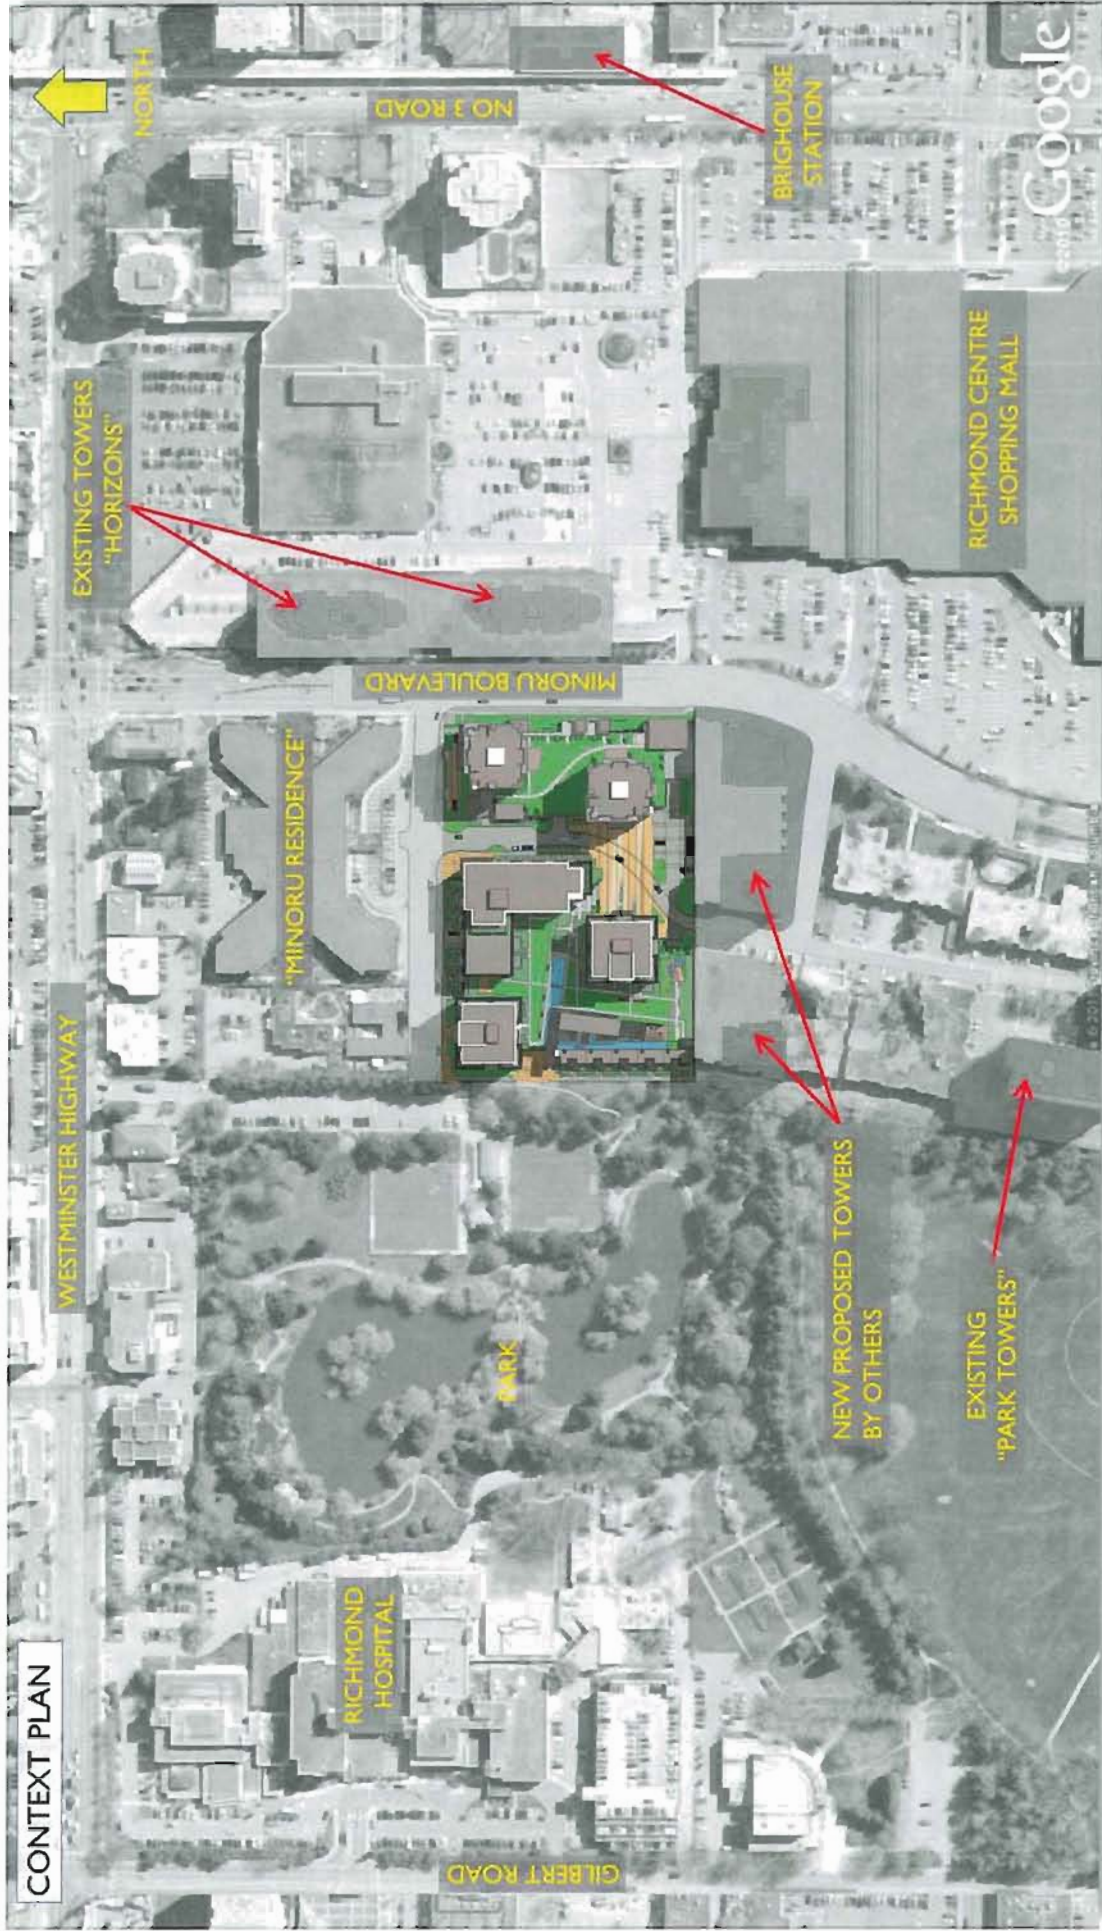 CONTEXT PLAN
WESTMINSTER HIGHWAY
EXISTING TOWERS
"HORIZONS"
NORTH
NO 3 ROAD
BRIGHOUSE
STATION
"MINORU RESIDENCE"
MINORU BOULEVARD
RICHMOND
HOSPITAL
GILBERT ROAD
PARK
NEW PROPOSED TOWERS
BY OTHERS
EXISTING
"PARK TOWERS"
RICHMOND CENTRE
SHOPPING MALL
Google